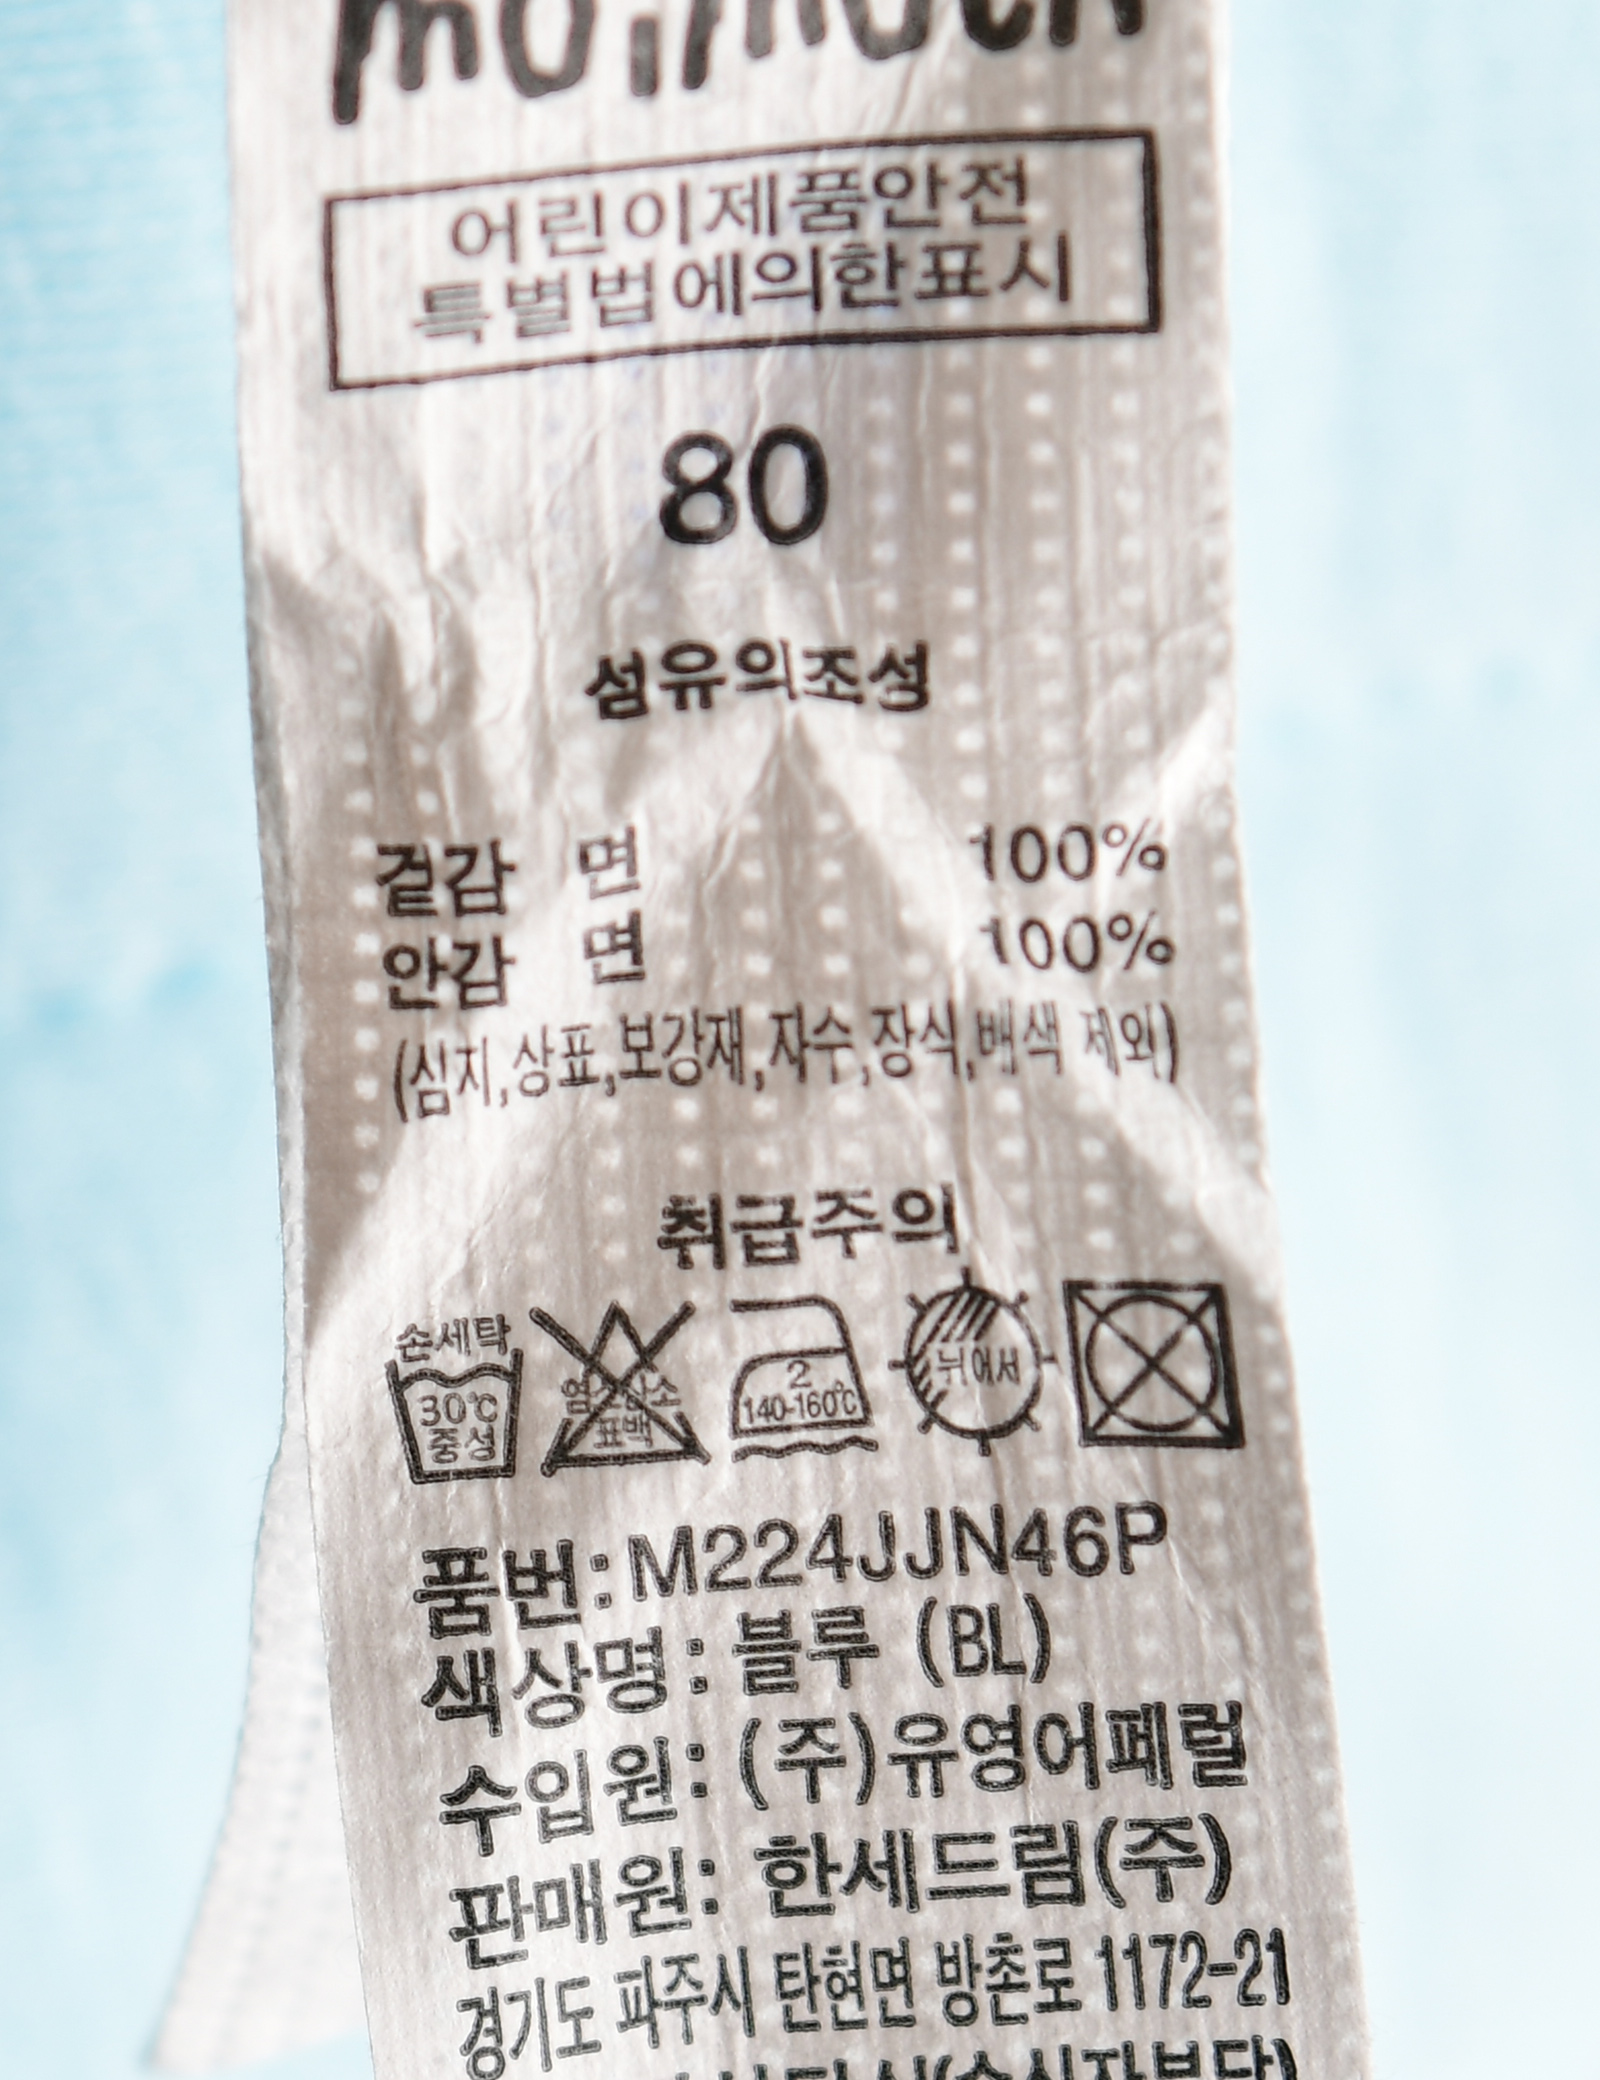 어린이제품안전
특별법에의한표시
80
섬유의조성
겉감 면 100%
안감 면 100%
(심지,상표,보강재,자수,장식,배색 제외)
취급주의
손세탁
30℃
중성
염소산소
표백
2
140-160℃
뉘어서
품번:M224JJN46P
색상명: 블루 (BL)
수입원: (주)유영어페럴
판매원: 한세드림(주)
경기도 파주시 탄현면 방촌로 1172-21